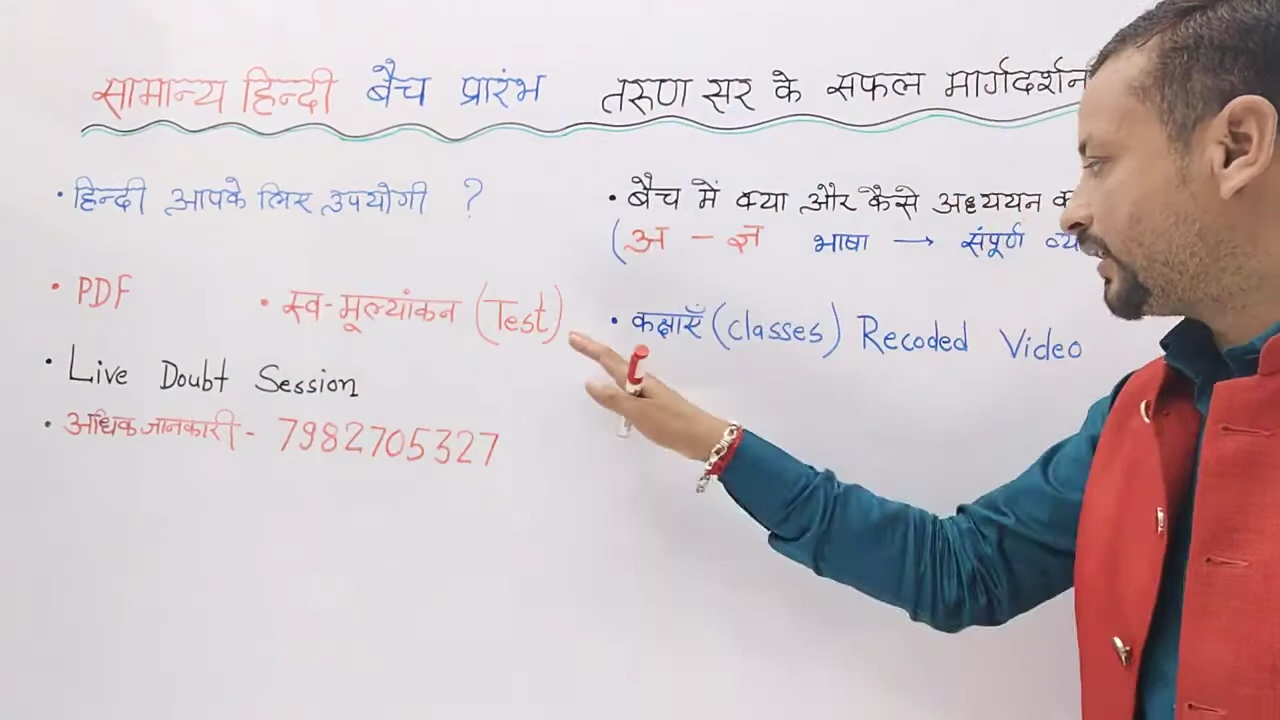 सामान्य हिन्दी बैच प्रारंभ तरुण सर के सफल मार्गदर्शन
• हिन्दी आपके लिए उपयोगी ?
• बैच में क्या और कैसे अध्ययन
(अ - ज्ञ भाषा → संपूर्ण
• PDF • स्व-मूल्यांकन (Test)
• कक्षाएँ (classes) Recoded Video
• Live Doubt Session
• अधिक जानकारी - 7982705327